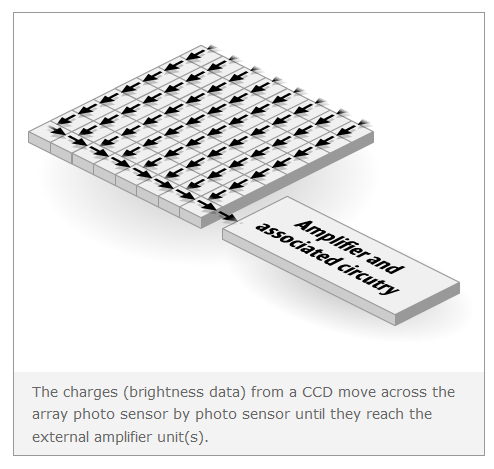 Amplifier and
associated circutry
The charges (brightness data) from a CCD move across the
array photo sensor by photo sensor until they reach the
external amplifier unit(s).